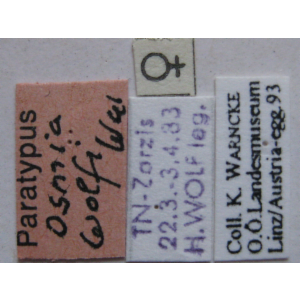 ♀
Paratypus
Osmia
wolfi War
TN-Zarzis
22.3.-3.4.83
H.WOLF leg.
Coll. K. WARNCKE
O.Ö.Landesmuseum
Linz/Austria-egg.93